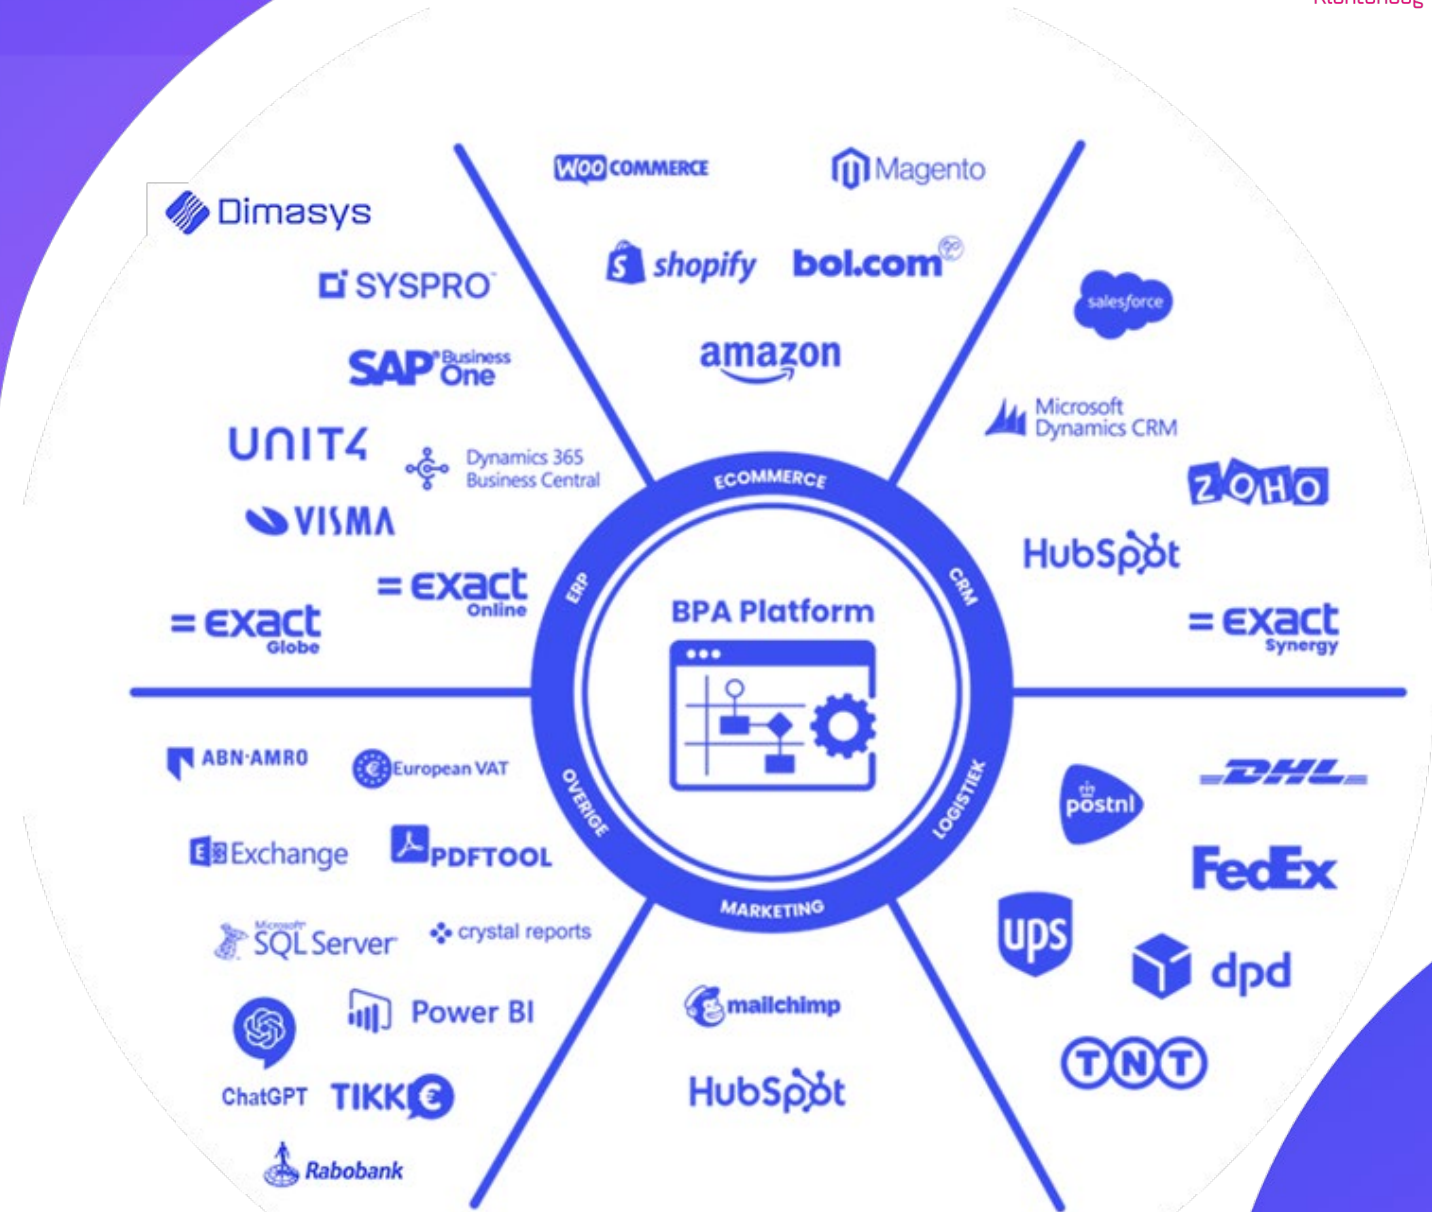 Dimasys
SYSPRO
SAP Business One
UNIT4
Dynamics 365
Business Central
VISMA
= exact
Online
= exact
Globe
WOO COMMERCE
Magento
shopify
bol.com
amazon
salesforce
Microsoft
Dynamics CRM
ZOHO
HubSpot
= exact
Synergy
ECOMMERCE
ERP
CRM
BPA Platform
OVERIGE
LOGISTIEK
MARKETING
ABN·AMRO
European VAT
E Exchange
PDFTOOL
Microsoft
SQL Server
crystal reports
Power BI
ChatGPT
TIKKIE
Rabobank
mailchimp
HubSpot
postnl
DHL
FedEx
ups
dpd
TNT